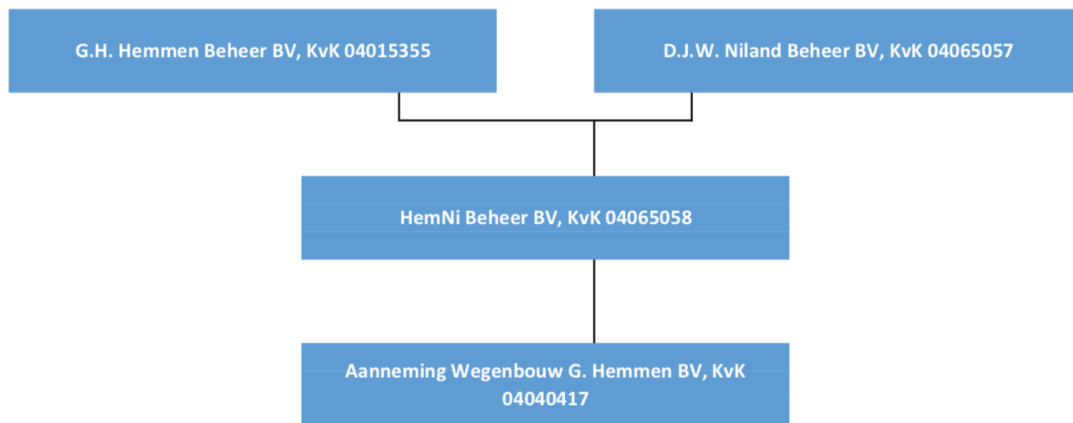 G.H. Hemmen Beheer BV, KvK 04015355
D.J.W. Niland Beheer BV, KvK 04065057
HemNi Beheer BV, KvK 04065058
Aanneming Wegenbouw G. Hemmen BV, KvK
04040417